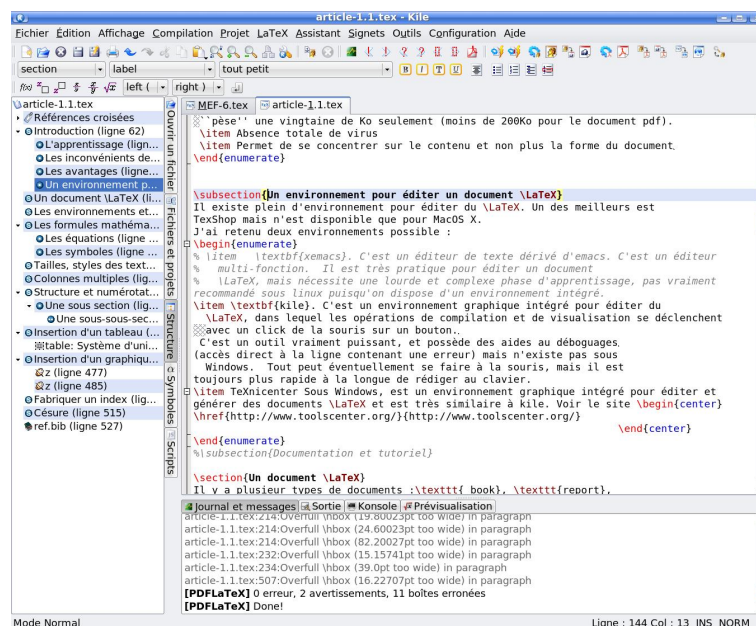 article-1.1.tex - Kile
Fichier Édition Affichage Compilation Projet LaTeX Assistant Signets Outils Configuration Aide
section label tout petit B I T U
f(x) left ( right )
article-1.1.tex
Références croisées
Introduction (ligne 62)
L'apprentissage (lign...
Les inconvénients de...
Les avantages (ligne...
Un environnement p...
Un document \LaTeX (li...
Les environnements et...
Les formules mathéma...
Les équations (ligne ...
Les symboles (ligne ...
Tailles, styles des text...
Colonnes multiples (lig...
Structure et numérotat...
Une sous section (lign...
Une sous-sous-sec...
Insertion d'un tableau (...
table: Système d'uni...
Insertion d'un graphiqu...
z (ligne 477)
z (ligne 485)
Fabriquer un index (lig...
Césure (ligne 515)
ref.bib (ligne 527)
Ouvrir un fichier
Fichiers et projets
Structure
Symboles
Scripts
MEF-6.tex article-1.1.tex
``pèse'' une vingtaine de Ko seulement (moins de 200Ko pour le document pdf).
\item Absence totale de virus
\item Permet de se concentrer sur le contenu et non plus la forme du document.
\end{enumerate}
\subsection{Un environnement pour éditer un document \LaTeX}
Il existe plein d'environnement pour éditer du \LaTeX. Un des meilleurs est
TexShop mais n'est disponible que pour MacOS X.
J'ai retenu deux environnements possible :
\begin{enumerate}
% \item \textbf{xemacs}. C'est un éditeur de texte dérivé d'emacs. C'est un éditeur
% multi-fonction. Il est très pratique pour éditer un document
% \LaTeX, mais nécessite une lourde et complexe phase d'apprentissage, pas vraiment
recommandé sous linux puisqu'on dispose d'un environnement intégré.
\item \textbf{kile}. C'est un environnement graphique intégré pour éditer du
\LaTeX, dans lequel les opérations de compilation et de visualisation se déclenchent
avec un click de la souris sur un bouton..
C'est un outil vraiment puissant, et possède des aides au déboguages.
(accès direct à la ligne contenant une erreur) mais n'existe pas sous
Windows. Tout peut éventuellement se faire à la souris, mais il est
toujours plus rapide à la longue de rédiger au clavier.
\item TeXnicenter Sous Windows, est un environnement graphique intégré pour éditer et
générer des documents \LaTeX et est très similaire à kile. Voir le site \begin{center}
\href{http://www.toolscenter.org/}{http://www.toolscenter.org/}
\end{center}
\end{enumerate}
%\subsection{Documentation et tutoriel}
\section{Un document \LaTeX}
Il y a plusieur types de documents :\texttt{ book}, \texttt{report},
Journal et messages Sortie Konsole Prévisualisation
article-1.1.tex:214:Overfull \hbox (19.80023pt too wide) in paragraph
article-1.1.tex:214:Overfull \hbox (24.60023pt too wide) in paragraph
article-1.1.tex:214:Overfull \hbox (82.20027pt too wide) in paragraph
article-1.1.tex:232:Overfull \hbox (15.15741pt too wide) in paragraph
article-1.1.tex:234:Overfull \hbox (39.0pt too wide) in paragraph
article-1.1.tex:507:Overfull \hbox (16.22707pt too wide) in paragraph
[PDFLaTeX] 0 erreur, 2 avertissements, 11 boîtes erronées
[PDFLaTeX] Done!
Mode Normal Ligne : 144 Col : 13 INS NORM